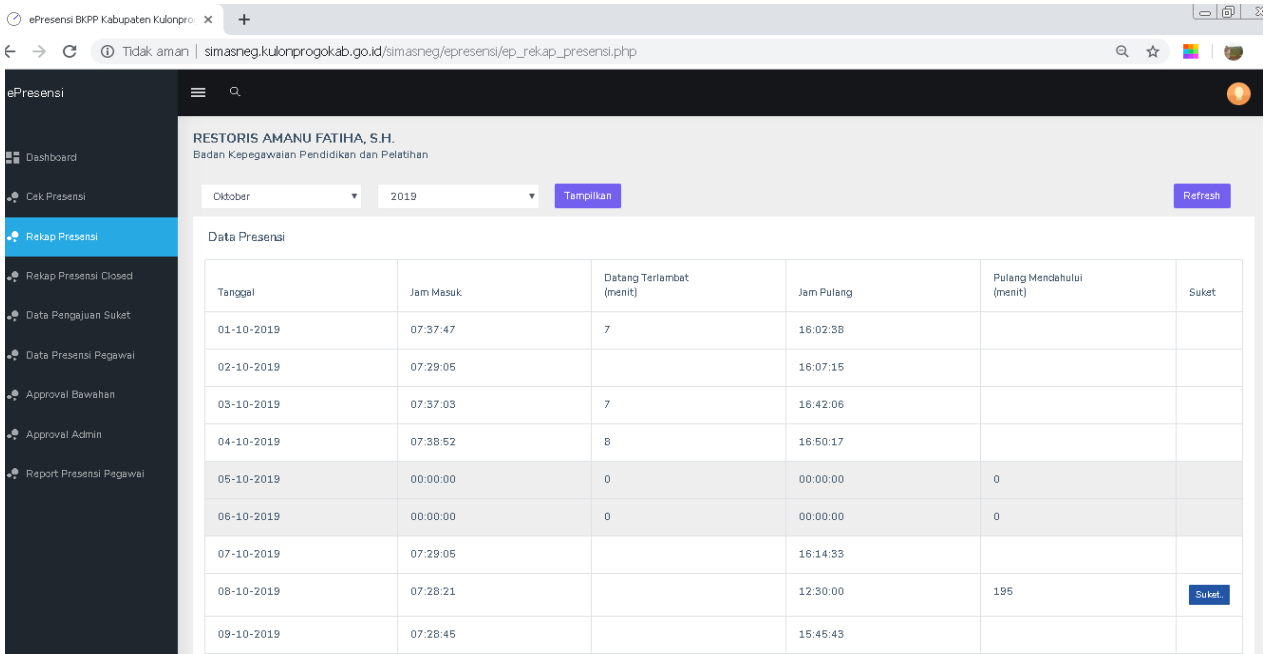 ePresensi BKPP Kabupaten Kulonpro
Tidak aman | simasneg.kulonprogokab.go.id/simasneg/epresensi/ep_rekap_presensi.php
ePresensi
Dashboard
Cek Presensi
Rekap Presensi
Rekap Presensi Closed
Data Pengajuan Suket
Data Presensi Pegawai
Approval Bawahan
Approval Admin
Report Presensi Pegawai
RESTORIS AMANU FATIHA, S.H.
Badan Kepegawaian Pendidikan dan Pelatihan
Oktober 2019 Tampilkan Refresh
Data Presensi
Tanggal Jam Masuk Datang Terlambat (menit) Jam Pulang Pulang Mendahului (menit) Suket
01-10-2019 07:37:47 7 16:02:38
02-10-2019 07:29:05 16:07:15
03-10-2019 07:37:03 7 16:42:06
04-10-2019 07:38:52 8 16:50:17
05-10-2019 00:00:00 0 00:00:00 0
06-10-2019 00:00:00 0 00:00:00 0
07-10-2019 07:29:05 16:14:33
08-10-2019 07:28:21 12:30:00 195 Suket..
09-10-2019 07:28:45 15:45:43